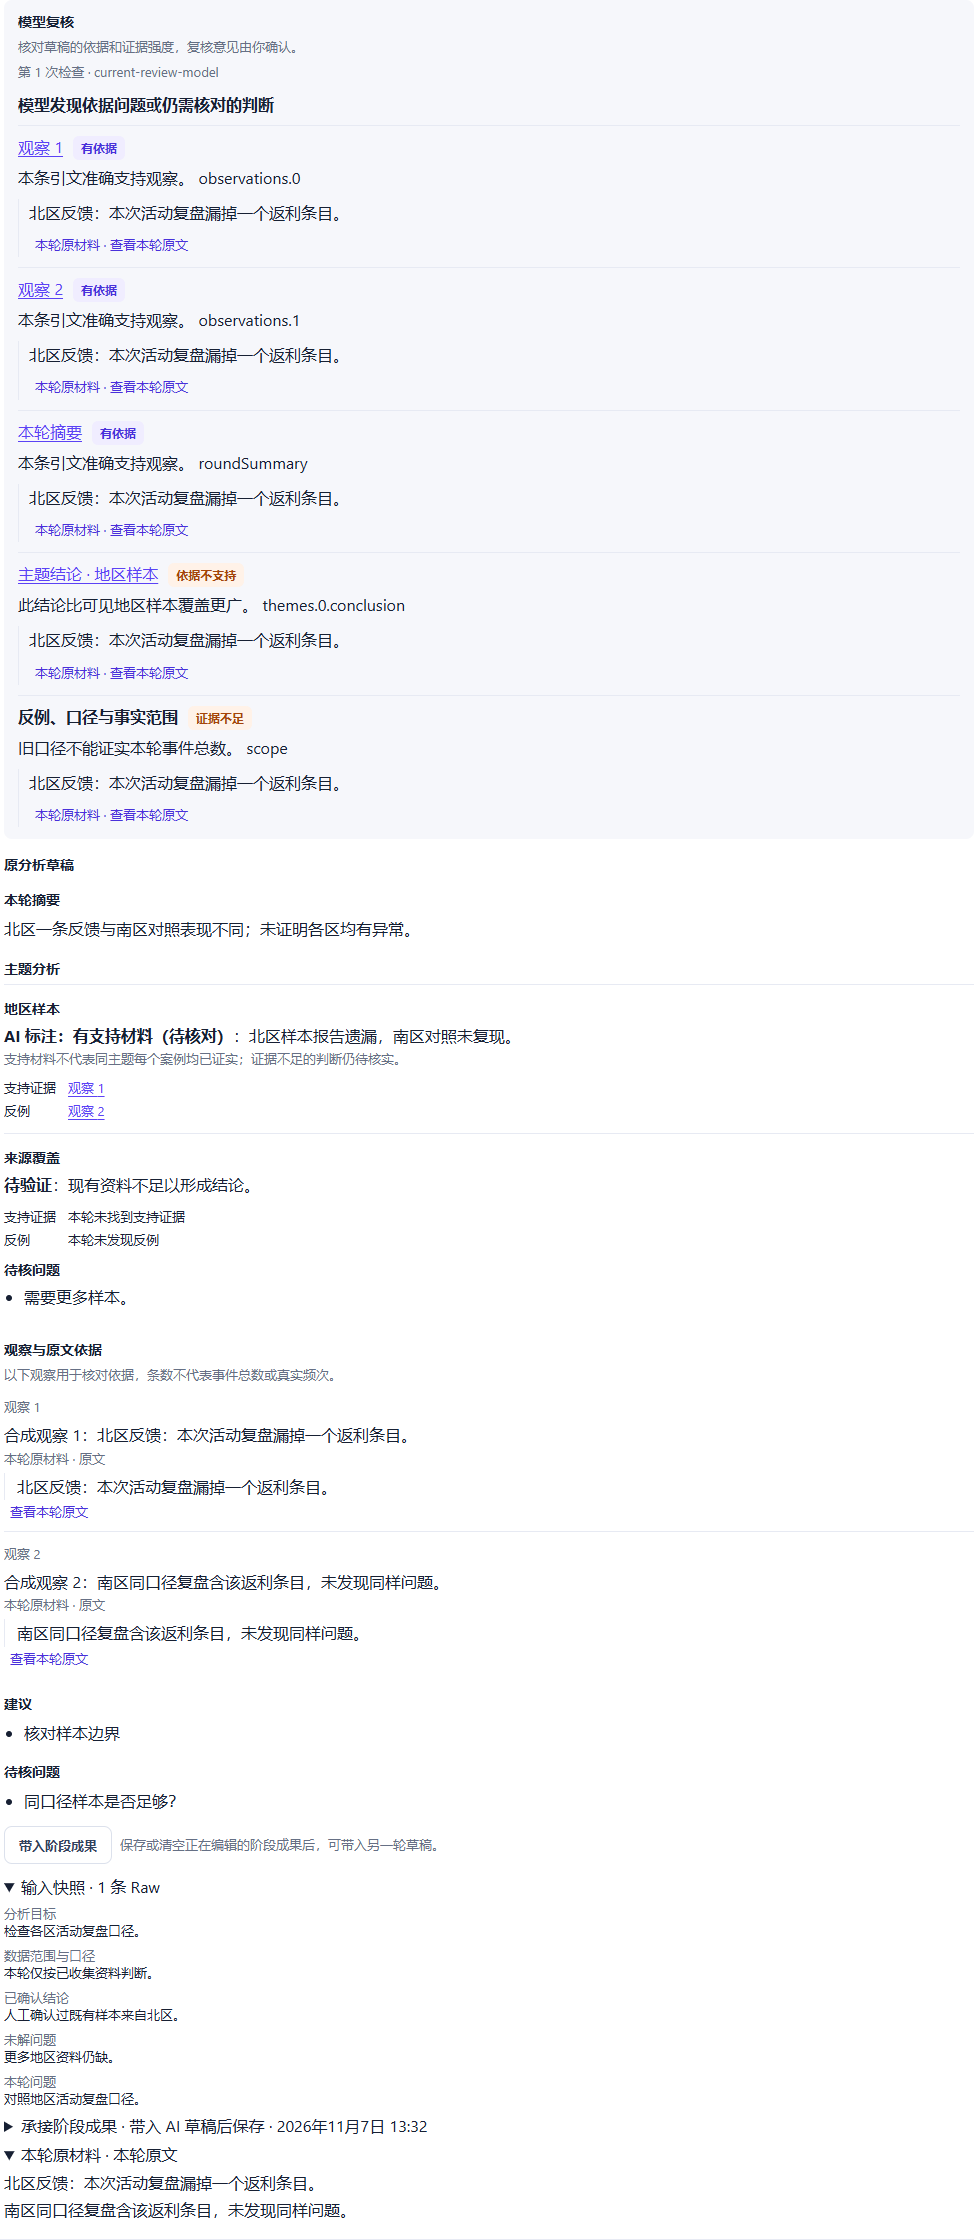 模型复核
核对草稿的依据和证据强度，复核意见由你确认。
第 1 次检查 · current-review-model
模型发现依据问题或仍需核对的判断
观察 1 有依据
本条引文准确支持观察。 observations.0
北区反馈：本次活动复盘漏掉一个返利条目。
本轮原材料 · 查看本轮原文
观察 2 有依据
本条引文准确支持观察。 observations.1
北区反馈：本次活动复盘漏掉一个返利条目。
本轮原材料 · 查看本轮原文
本轮摘要 有依据
本条引文准确支持观察。 roundSummary
北区反馈：本次活动复盘漏掉一个返利条目。
本轮原材料 · 查看本轮原文
主题结论 · 地区样本 依据不支持
此结论比可见地区样本覆盖更广。 themes.0.conclusion
北区反馈：本次活动复盘漏掉一个返利条目。
本轮原材料 · 查看本轮原文
反例、口径与事实范围 证据不足
旧口径不能证实本轮事件总数。 scope
北区反馈：本次活动复盘漏掉一个返利条目。
本轮原材料 · 查看本轮原文
原分析草稿
本轮摘要
北区一条反馈与南区对照表现不同；未证明各区均有异常。
主题分析
地区样本
AI 标注：有支持材料（待核对）：北区样本报告遗漏，南区对照未复现。
支持材料不代表同主题每个案例均已证实；证据不足的判断仍待核实。
支持证据 观察 1
反例 观察 2
来源覆盖
待验证：现有资料不足以形成结论。
支持证据 本轮未找到支持证据
反例 本轮未发现反例
待核问题
• 需要更多样本。
观察与原文依据
以下观察用于核对依据，条数不代表事件总数或真实频次。
观察 1
合成观察 1：北区反馈：本次活动复盘漏掉一个返利条目。
本轮原材料 · 原文
北区反馈：本次活动复盘漏掉一个返利条目。
查看本轮原文
观察 2
合成观察 2：南区同口径复盘含该返利条目，未发现同样问题。
本轮原材料 · 原文
南区同口径复盘含该返利条目，未发现同样问题。
查看本轮原文
建议
• 核对样本边界
待核问题
• 同口径样本是否足够？
带入阶段成果 保存或清空正在编辑的阶段成果后，可带入另一轮草稿。
▼ 输入快照 · 1 条 Raw
分析目标
检查各区活动复盘口径。
数据范围与口径
本轮仅按已收集资料判断。
已确认结论
人工确认过既有样本来自北区。
未解问题
更多地区资料仍缺。
本轮问题
对照地区活动复盘口径。
▶ 承接阶段成果 · 带入 AI 草稿后保存 · 2026年11月7日 13:32
▼ 本轮原材料 · 本轮原文
北区反馈：本次活动复盘漏掉一个返利条目。
南区同口径复盘含该返利条目，未发现同样问题。